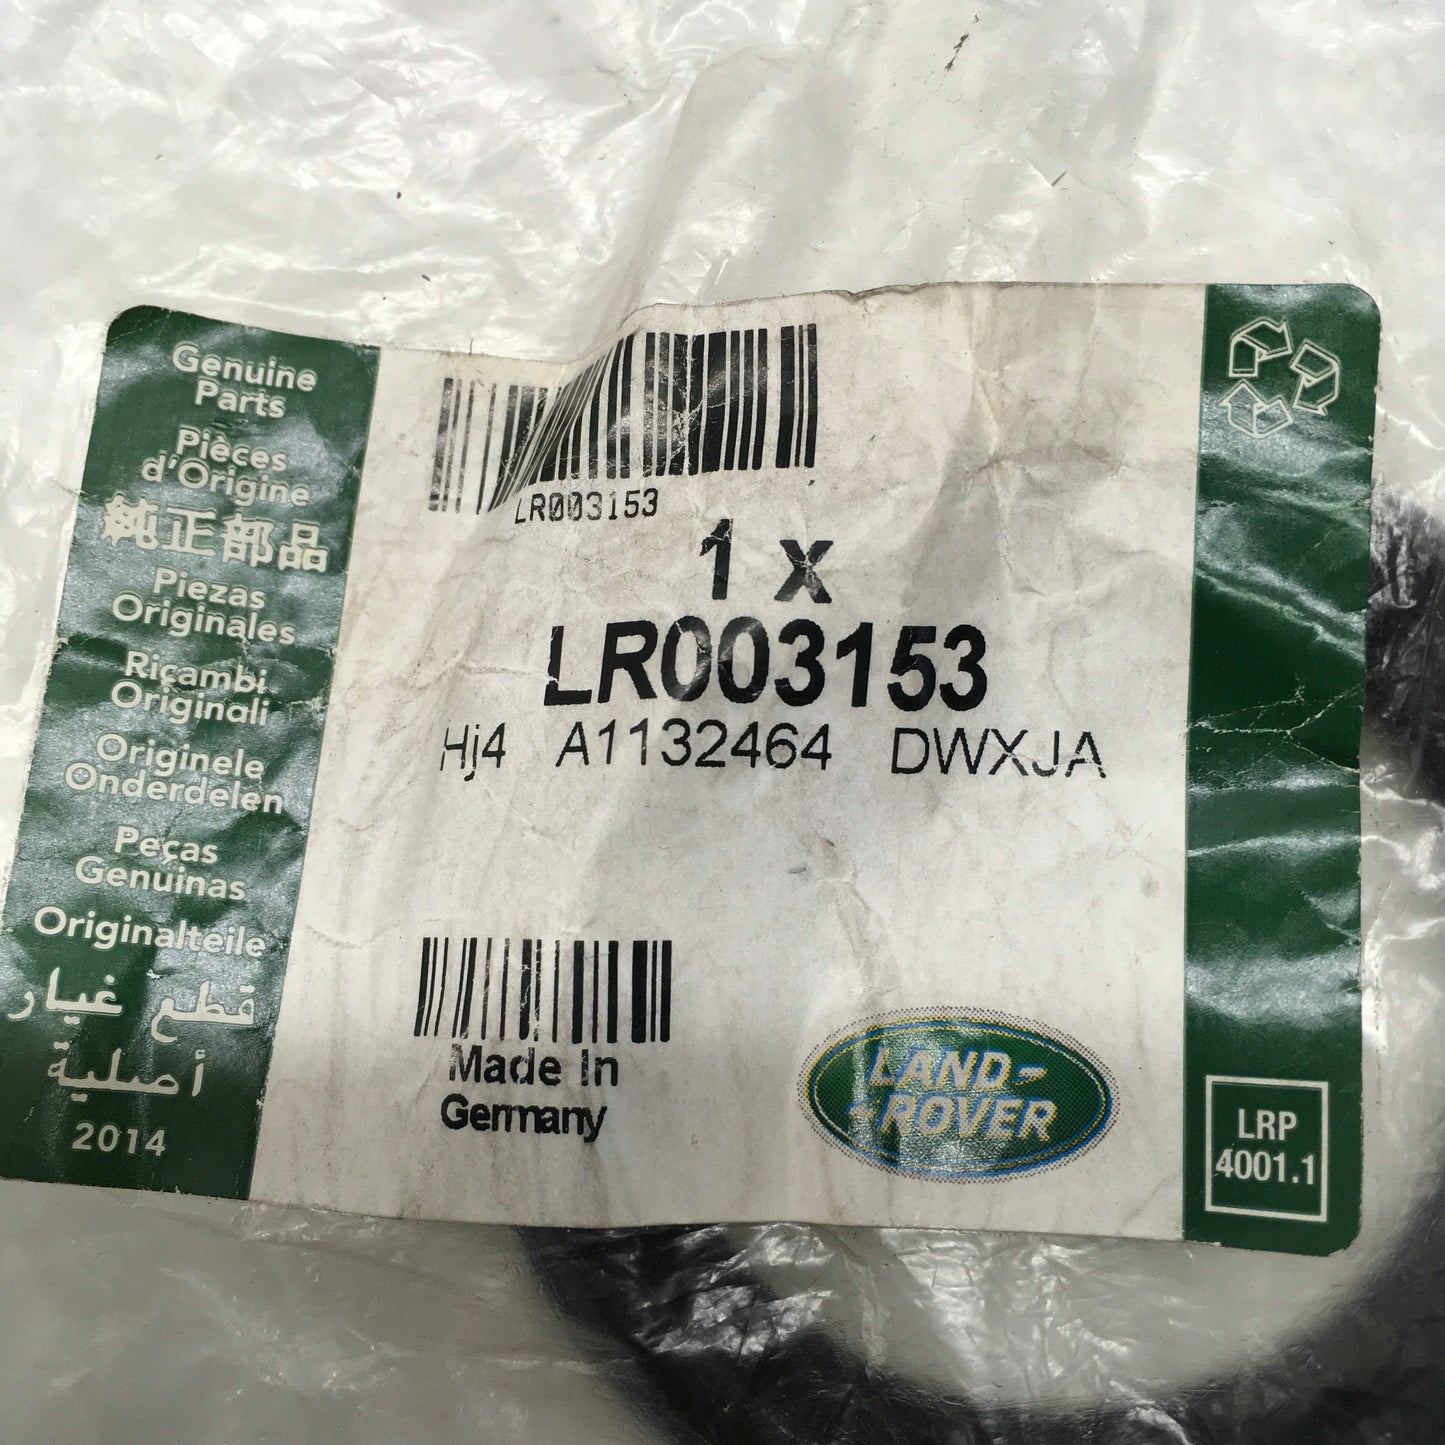 Genuine
Parts
Pièces
d'Origine
純正部品
Piezas
Originales
Ricambi
Originali
Originele
Onderdelen
Peças
Genuinas
Originalteile
قطع غيار
أصلية
2014
LR003153
1 x
LR003153
Hj4 A1132464 DWXJA
Made In
Germany
LAND-
ROVER
LRP
4001.1